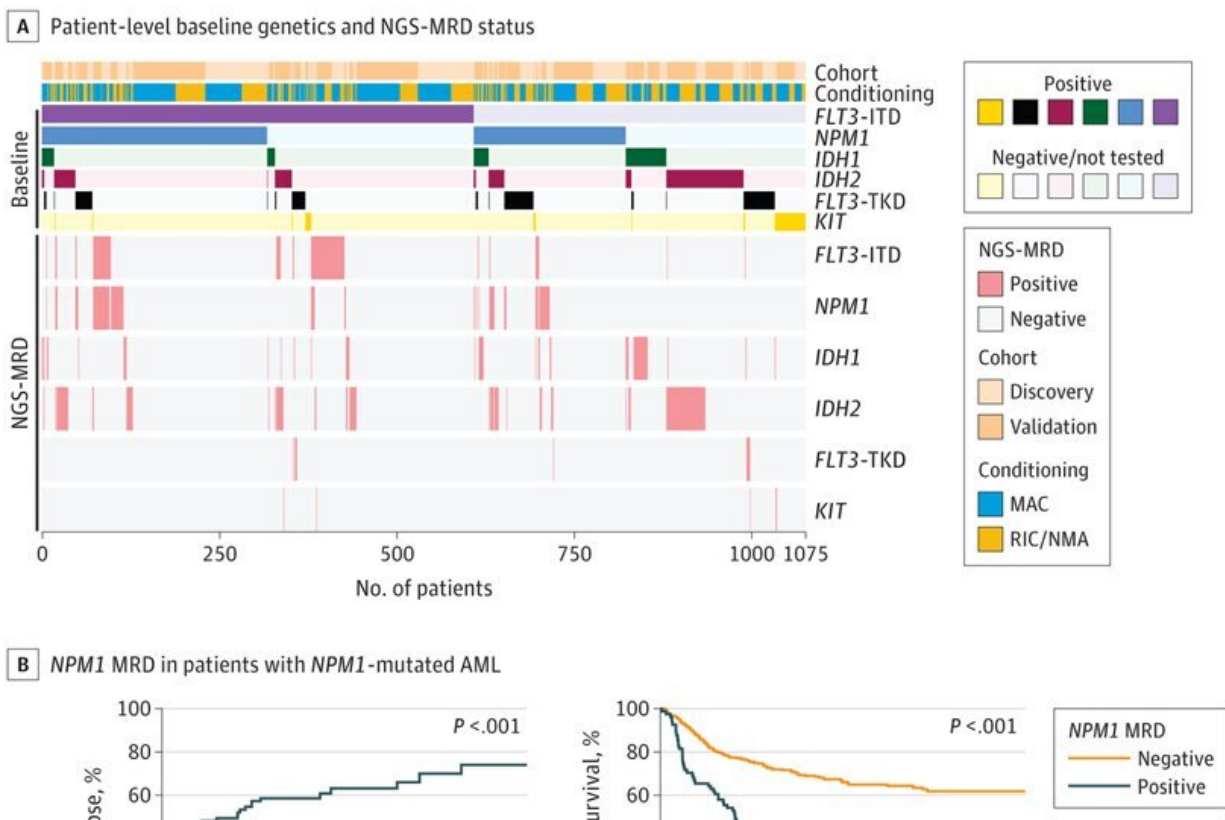 A Patient-level baseline genetics and NGS-MRD status
Cohort
Conditioning
FLT3-ITD
NPM1
IDH1
IDH2
FLT3-TKD
KIT
Baseline
FLT3-ITD
NPM1
IDH1
IDH2
FLT3-TKD
KIT
NGS-MRD
0 250 500 750 1000 1075
No. of patients
Positive
Negative/not tested
NGS-MRD
Positive
Negative
Cohort
Discovery
Validation
Conditioning
MAC
RIC/NMA
B NPM1 MRD in patients with NPM1-mutated AML
100
80
60
P <.001
100
80
60
P <.001
NPM1 MRD
Negative
Positive